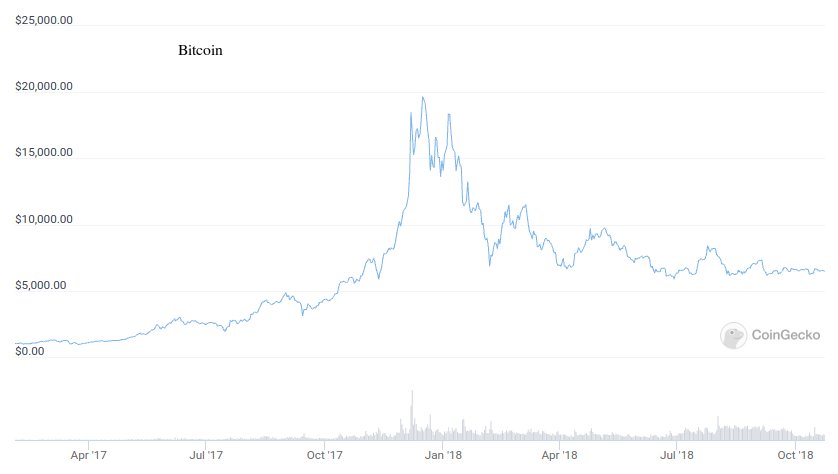 $25,000.00
Bitcoin
$20,000.00
$15,000.00
$10,000.00
$5,000.00
CoinGecko
$0.00
Apr '17 Jul '17 Oct '17 Jan '18 Apr '18 Jul '18 Oct '18